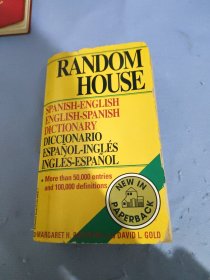 RANDOM
HOUSE
SPANISH-ENGLISH
ENGLISH-SPANISH
DICTIONARY
DICCIONARIO
ESPAÑOL-INGLÉS
INGLÉS-ESPAÑOL
• More than 50,000 entries
and 100,000 definitions
NEW IN
PAPERBACK
MARGARET H.
DAVID L. GOLD